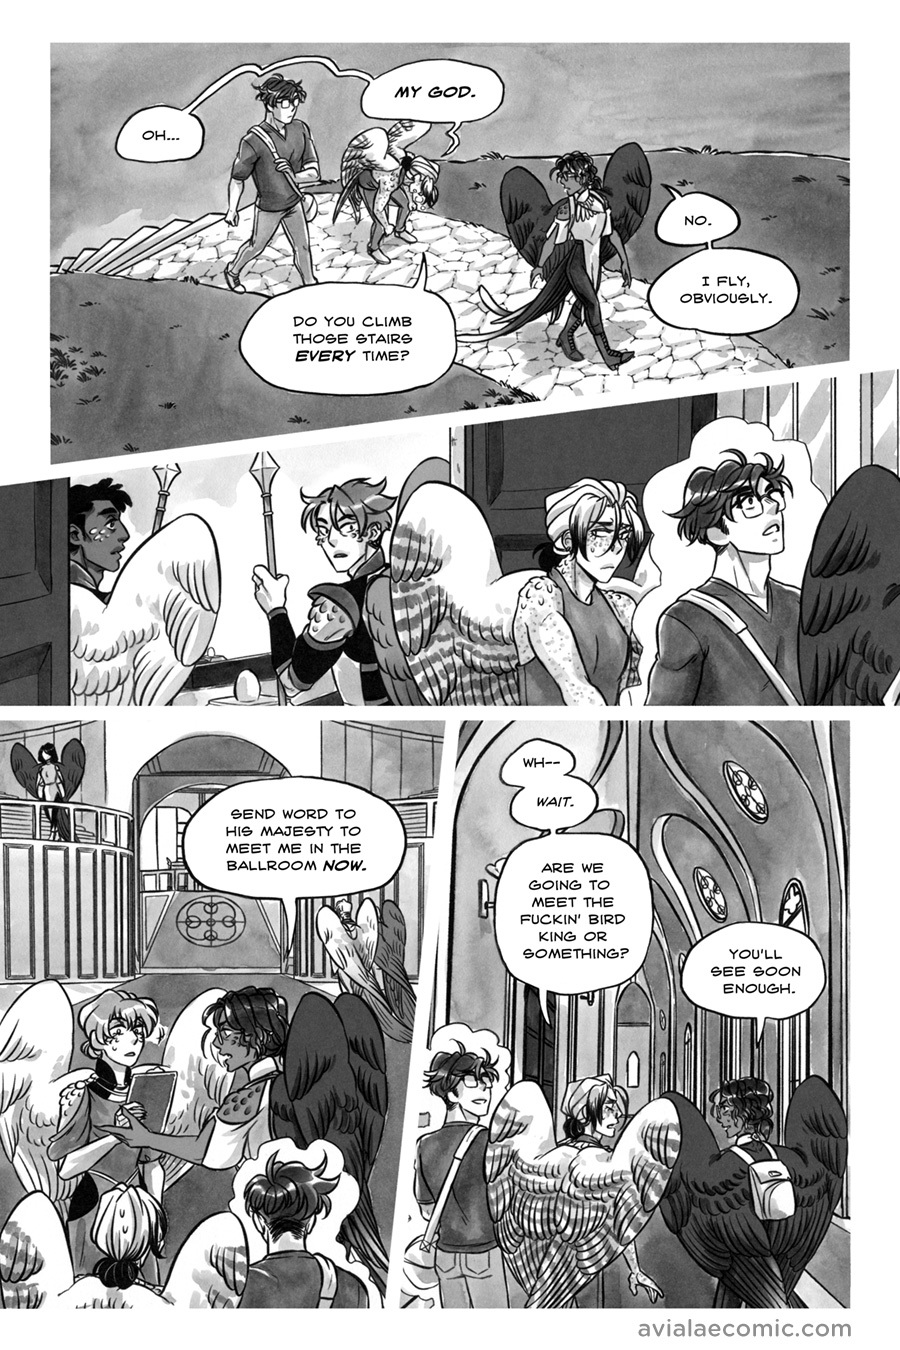 OH...
MY GOD.
DO YOU CLIMB
THOSE STAIRS
EVERY TIME?
NO.
I FLY,
OBVIOUSLY.
SEND WORD TO
HIS MAJESTY TO
MEET ME IN THE
BALLROOM NOW.
WH--
WAIT.
ARE WE
GOING TO
MEET THE
FUCKIN' BIRD
KING OR
SOMETHING?
YOU'LL
SEE SOON
ENOUGH.
avialaecomic.com